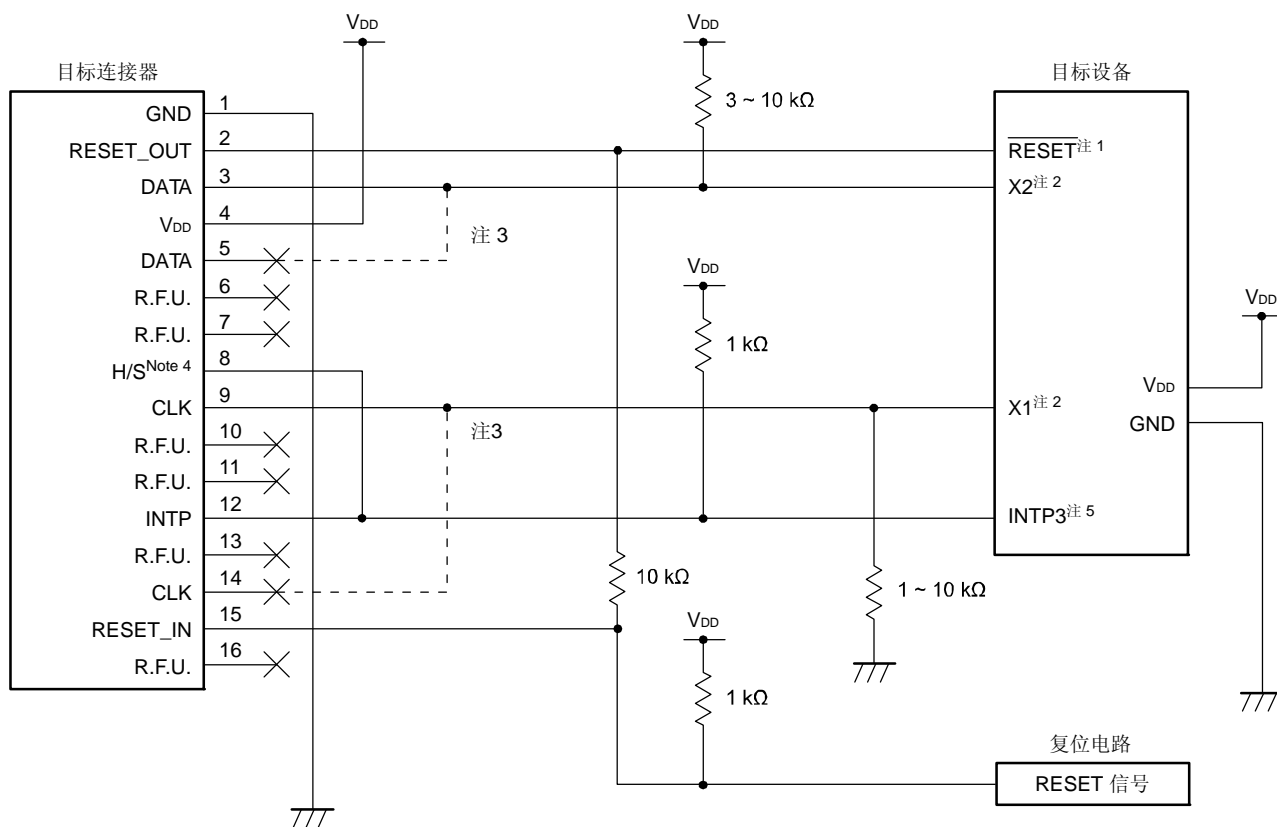 VDD
VDD
目标连接器
目标设备
GND 1
RESET_OUT 2
DATA 3
VDD 4
DATA 5
R.F.U. 6
R.F.U. 7
H/S Note 4 8
CLK 9
R.F.U. 10
R.F.U. 11
INTP 12
R.F.U. 13
CLK 14
RESET_IN 15
R.F.U. 16
3 ~ 10 kΩ
注 3
VDD
1 kΩ
注3
10 kΩ
1 ~ 10 kΩ
VDD
1 kΩ
RESET注 1
X2注 2
X1注 2
INTP3注 5
VDD
GND
VDD
复位电路
RESET 信号